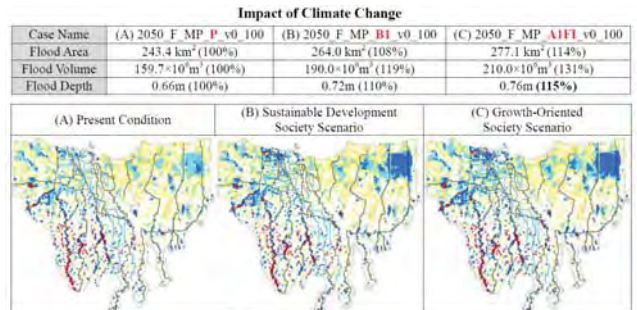 Impact of Climate Change
Case Name (A) 2050_F_MP_P_v0_100 (B) 2050_F_MP_B1_v0_100 (C) 2050_F_MP_A1FI_v0_100
Flood Area 243.4 km² (100%) 264.0 km² (108%) 277.1 km² (114%)
Flood Volume 159.7×10⁶m³ (100%) 190.0×10⁶m³ (119%) 210.0×10⁶m³ (131%)
Flood Depth 0.66m (100%) 0.72m (110%) 0.76m (115%)
(A) Present Condition
(B) Sustainable Development
Society Scenario
(C) Growth-Oriented
Society Scenario